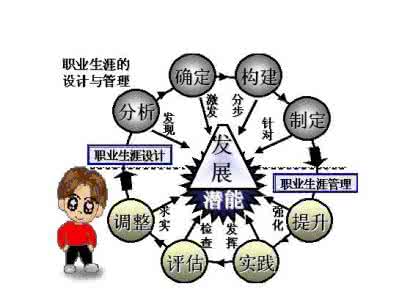 职业生涯的
设计与管理
确定
构建
分析
制定
发现
激发
分步
针对
发
展
潜能
职业生涯设计
职业生涯管理
调整
提升
求实
检查
发挥
强化
评估
实践